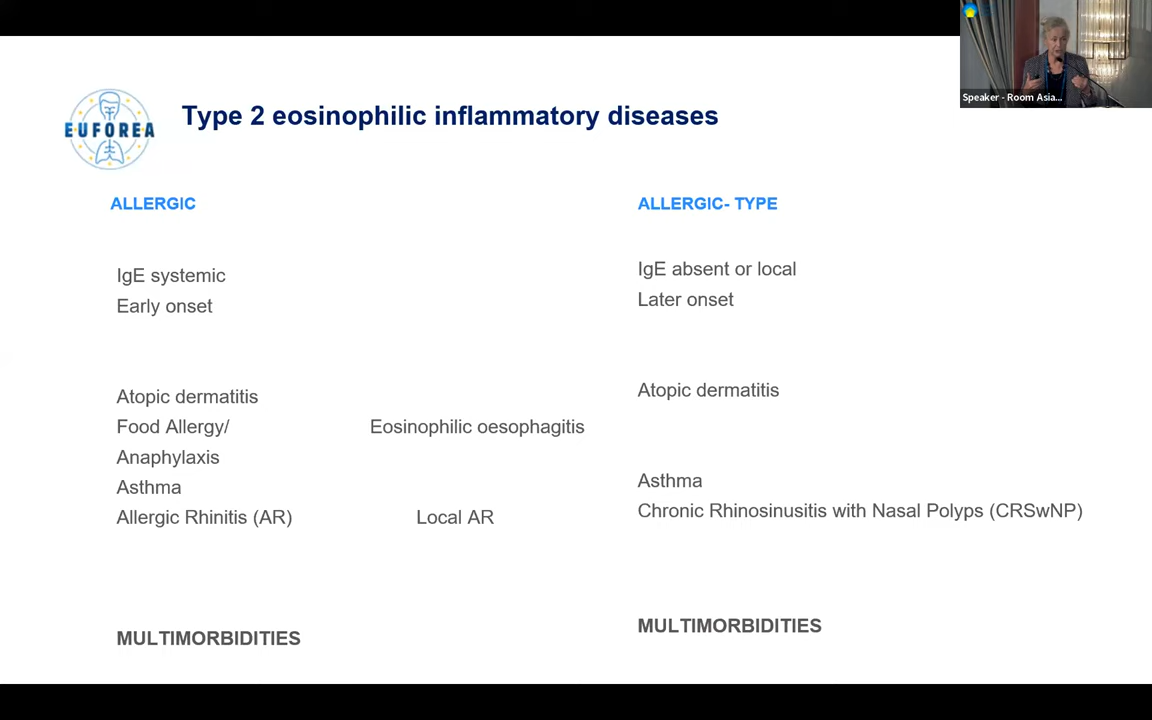 Speaker - Room Asia...
EUFOREA
Type 2 eosinophilic inflammatory diseases
ALLERGIC
IgE systemic
Early onset
Atopic dermatitis
Food Allergy/
Eosinophilic oesophagitis
Anaphylaxis
Asthma
Allergic Rhinitis (AR)
Local AR
MULTIMORBIDITIES
ALLERGIC- TYPE
IgE absent or local
Later onset
Atopic dermatitis
Asthma
Chronic Rhinosinusitis with Nasal Polyps (CRSwNP)
MULTIMORBIDITIES